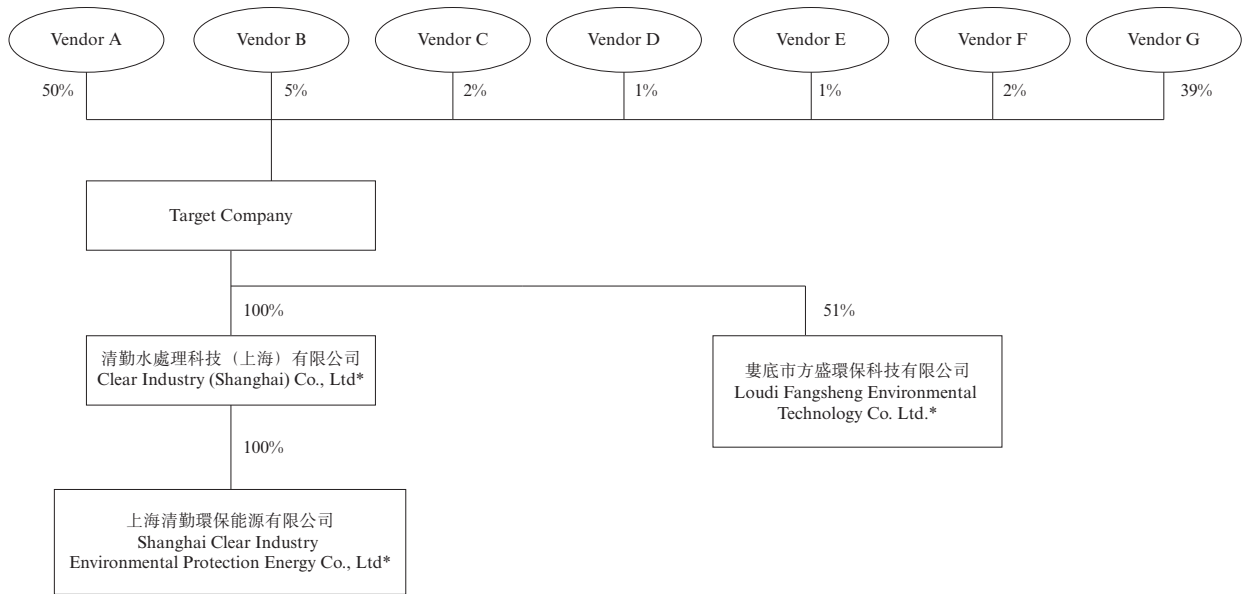 Vendor A
Vendor B
Vendor C
Vendor D
Vendor E
Vendor F
Vendor G
50%
5%
2%
1%
1%
2%
39%
Target Company
100%
51%
清勤水處理科技（上海）有限公司
Clear Industry (Shanghai) Co., Ltd*
婁底市方盛環保科技有限公司
Loudi Fangsheng Environmental
Technology Co. Ltd.*
100%
上海清勤環保能源有限公司
Shanghai Clear Industry
Environmental Protection Energy Co., Ltd*